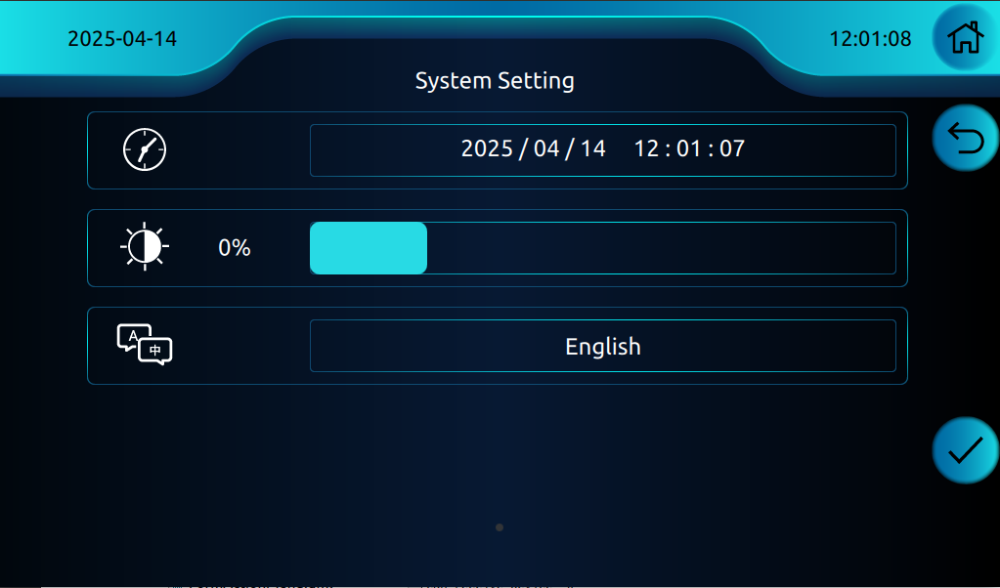 2025-04-14
12:01:08
System Setting
2025 / 04 / 14 12 : 01 : 07
0%
A
中
English